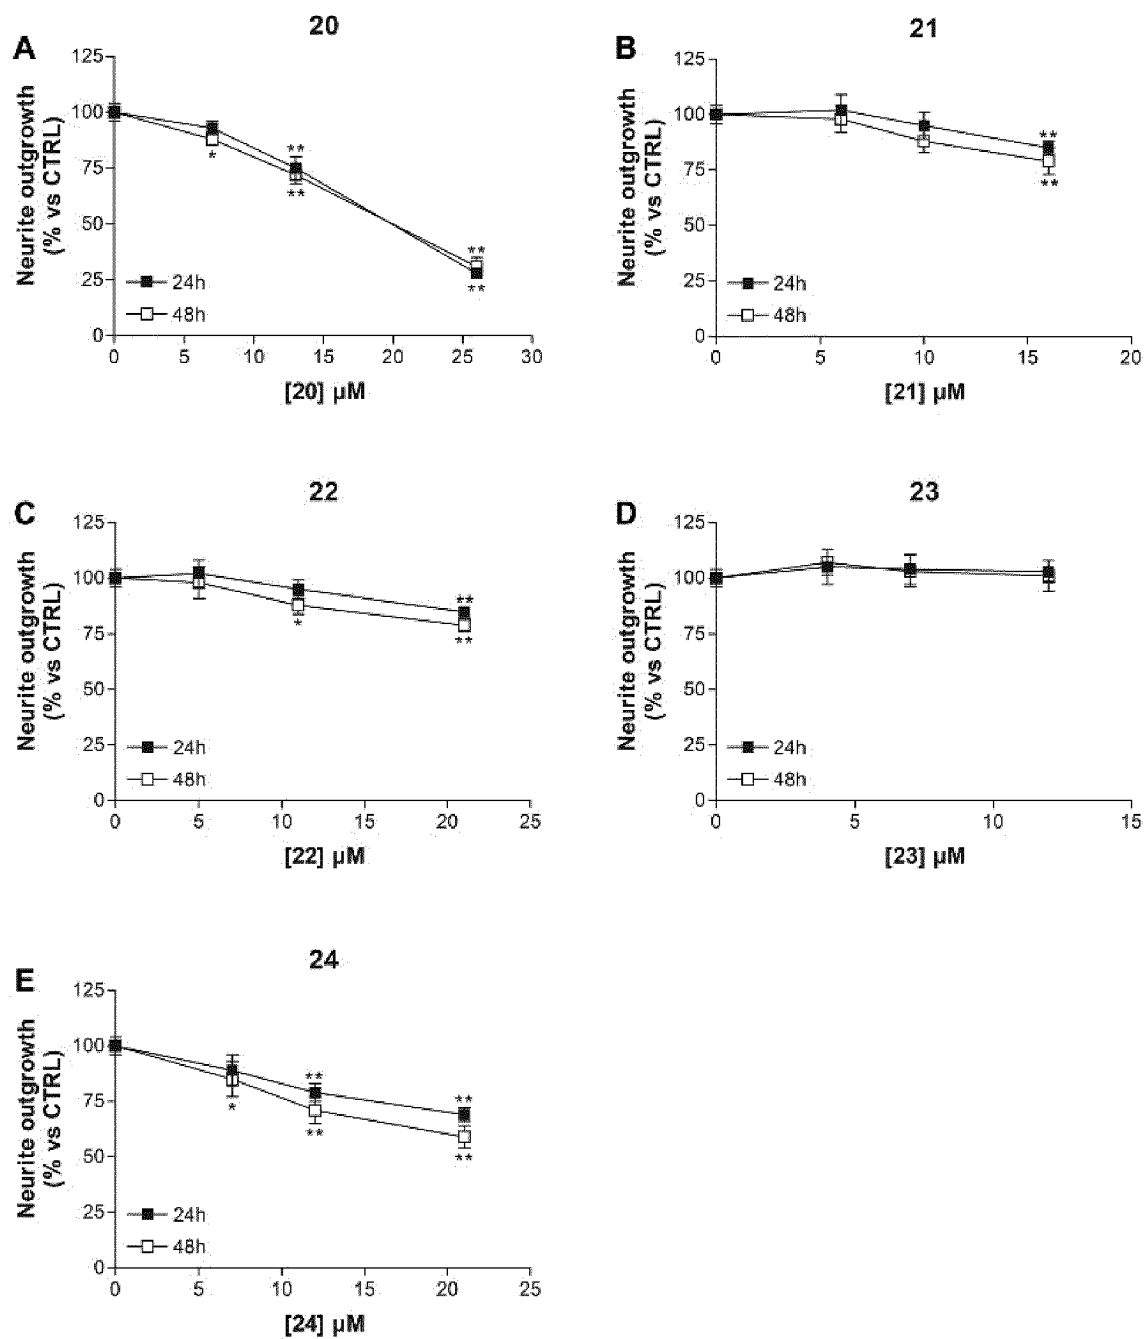 20
A
125
100
75
50
25
0
Neurite outgrowth
(% vs CTRL)
*
**
**
**
**
24h
48h
0 5 10 15 20 25 30
[20] µM
21
B
125
100
75
50
25
0
Neurite outgrowth
(% vs CTRL)
**
**
24h
48h
0 5 10 15 20
[21] µM
22
C
125
100
75
50
25
0
Neurite outgrowth
(% vs CTRL)
*
**
**
24h
48h
0 5 10 15 20 25
[22] µM
23
D
125
100
75
50
25
0
Neurite outgrowth
(% vs CTRL)
24h
48h
0 5 10 15
[23] µM
24
E
125
100
75
50
25
0
Neurite outgrowth
(% vs CTRL)
*
**
**
**
**
24h
48h
0 5 10 15 20 25
[24] µM